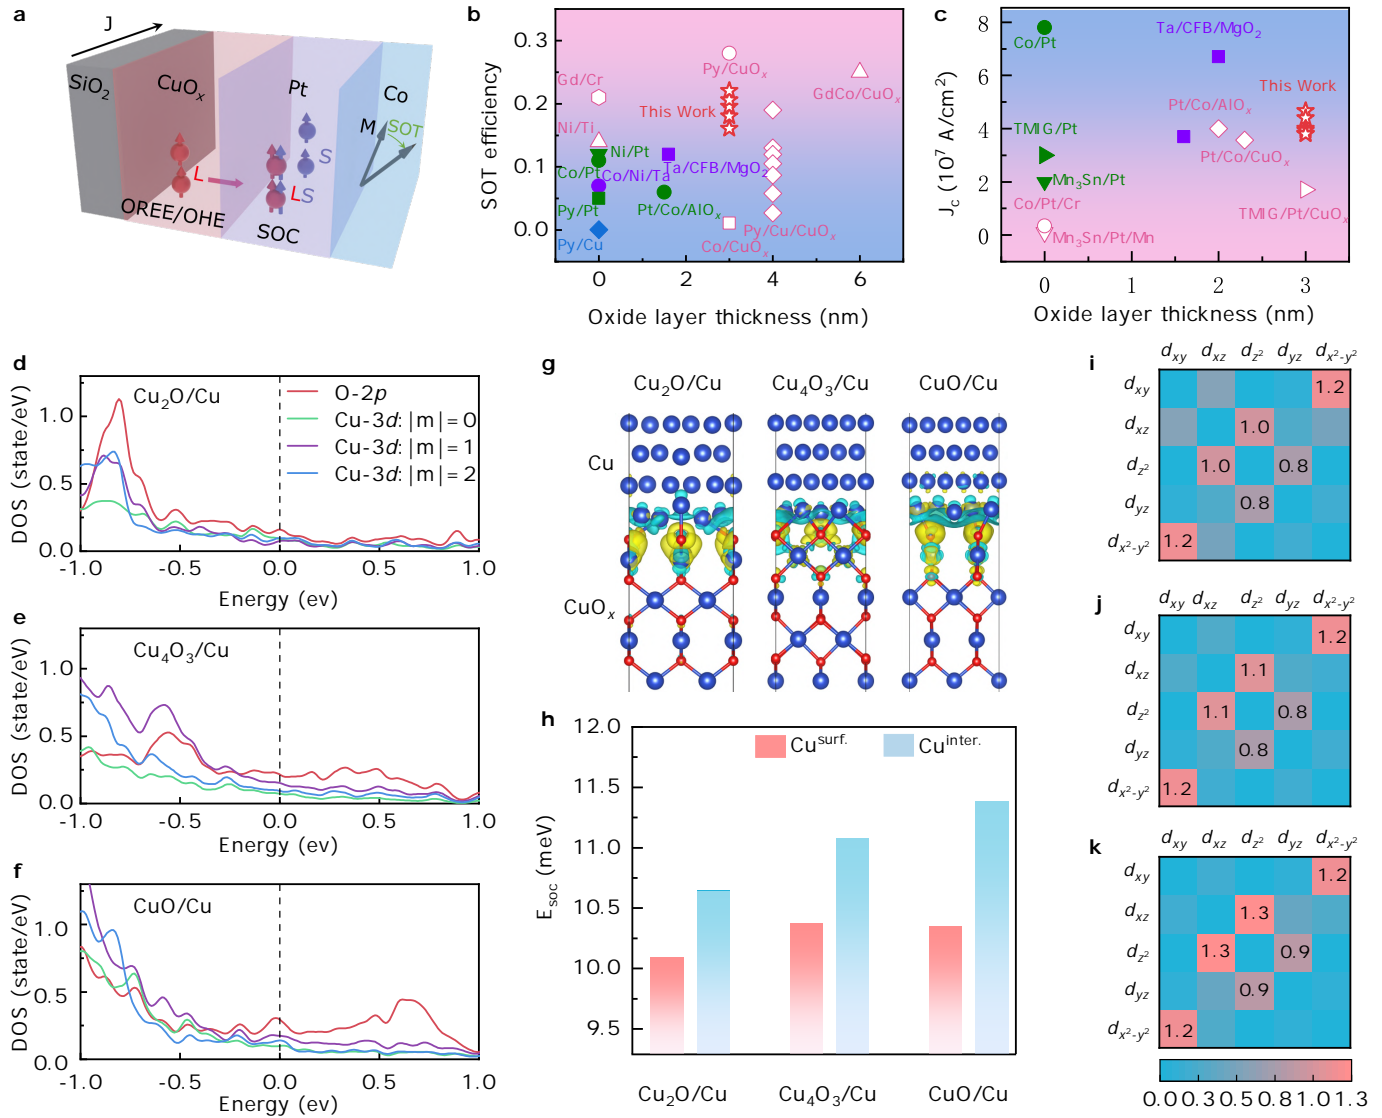 a
J
SiO2
CuOx
Pt
Co
M
SOT
S
L
LS
OREE/OHE
SOC
b
SOT efficiency
0.3
0.2
0.1
0.0
Gd/Cr
Py/CuOx
GdCo/CuOx
This Work
Ni/Ti
Ni/Pt
Co/Pt
Co/Ni/Ta
Ta/CFB/MgO2
Py/Pt
Pt/Co/AlOx
Py/Cu/CuOx
Py/Cu
Co/CuOx
0 2 4 6
Oxide layer thickness (nm)
c
Jc (10⁷ A/cm²)
8
6
4
2
0
Co/Pt
Ta/CFB/MgO2
This Work
Pt/Co/AlOx
TMIG/Pt
Pt/Co/CuOx
Mn3Sn/Pt
Co/Pt/Cr
TMIG/Pt/CuOx
Mn3Sn/Pt/Mn
0 1 2 3
Oxide layer thickness (nm)
d
Cu2O/Cu
O-2p
Cu-3d: |m|=0
Cu-3d: |m|=1
Cu-3d: |m|=2
DOS (state/eV)
1.0
0.5
0.0
-1.0 -0.5 0.0 0.5 1.0
Energy (ev)
e
Cu4O3/Cu
DOS (state/eV)
1.0
0.5
0.0
-1.0 -0.5 0.0 0.5 1.0
Energy (ev)
f
CuO/Cu
DOS (state/eV)
1.0
0.5
0.0
-1.0 -0.5 0.0 0.5 1.0
Energy (ev)
g
Cu2O/Cu Cu4O3/Cu CuO/Cu
Cu
CuOx
h
Cu^surf. Cu^inter.
Esoc (meV)
12.0
11.5
11.0
10.5
10.0
9.5
Cu2O/Cu Cu4O3/Cu CuO/Cu
i
dxy dxz dz² dyz dx²-y²
dxy 1.2
dxz 1.0
dz² 1.0 0.8
dyz 0.8
dx²-y² 1.2
j
dxy dxz dz² dyz dx²-y²
dxy 1.2
dxz 1.1
dz² 1.1 0.8
dyz 0.8
dx²-y² 1.2
k
dxy dxz dz² dyz dx²-y²
dxy 1.2
dxz 1.3
dz² 1.3 0.9
dyz 0.9
dx²-y² 1.2
0.0 0.3 0.5 0.8 1.0 1.3